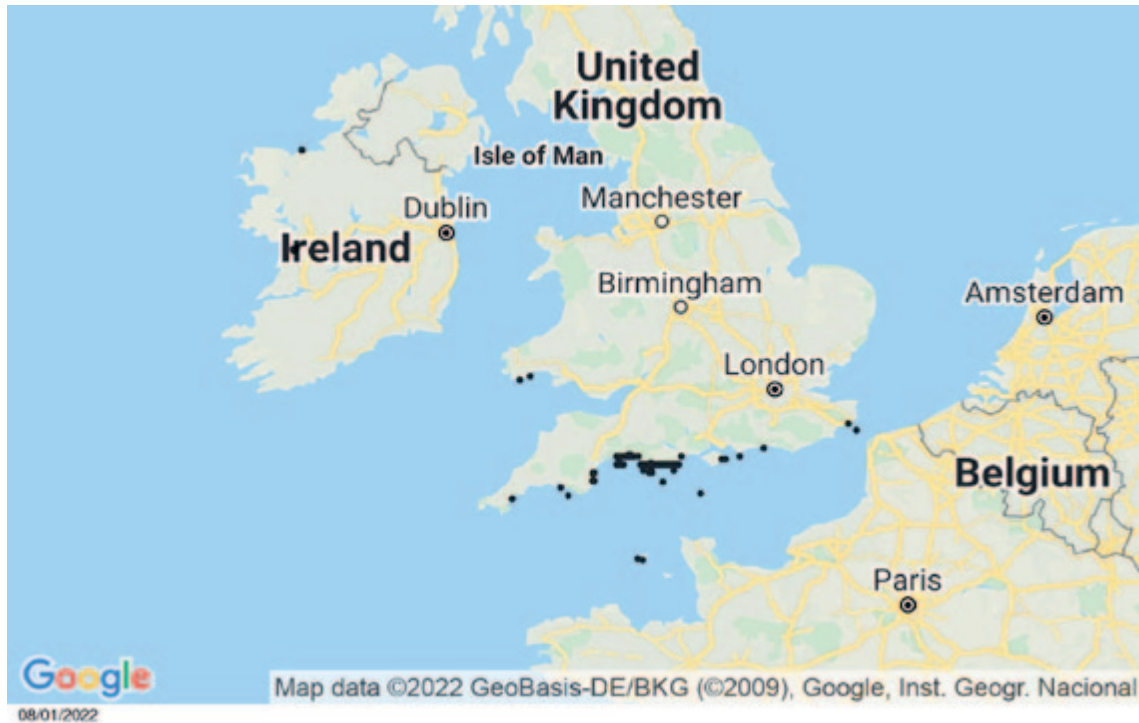 United
Kingdom
Isle of Man
Manchester
Dublin
Ireland
Birmingham
Amsterdam
London
Belgium
Paris
Google
Map data ©2022 GeoBasis-DE/BKG (©2009), Google, Inst. Geogr. Nacional
08/01/2022